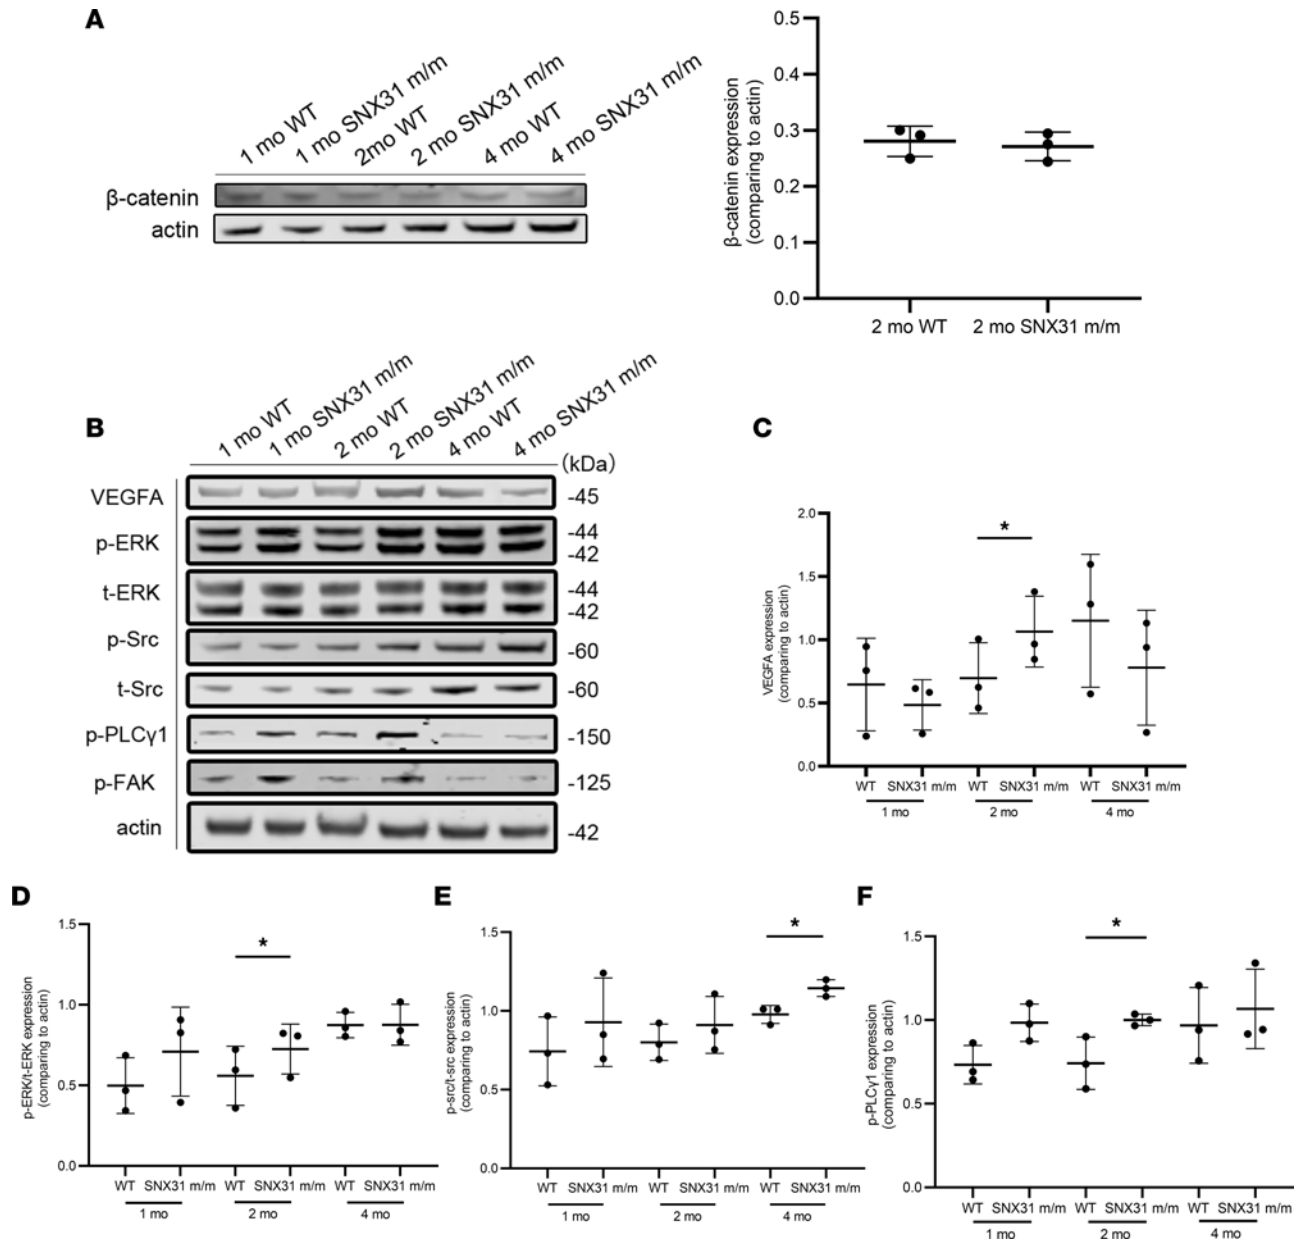 A
1 mo WT
1 mo SNX31 m/m
2mo WT
2 mo SNX31 m/m
4 mo WT
4 mo SNX31 m/m
β-catenin
actin
β-catenin expression
(comparing to actin)
0.5
0.3
0.2
0.1
0.0
2 mo WT
2 mo SNX31 m/m
B
1 mo WT
1 mo SNX31 m/m
2 mo WT
2 mo SNX31 m/m
4 mo WT
4 mo SNX31 m/m
(kDa)
VEGFA
-45
p-ERK
-44
-42
t-ERK
-44
-42
p-Src
-60
t-Src
-60
p-PLCγ1
-150
p-FAK
-125
actin
-42
C
VEGFA expression
(comparing to actin)
2.0
1.5
1.0
0.5
0.0
*
WT SNX31 m/m WT SNX31 m/m WT SNX31 m/m
1 mo 2 mo 4 mo
D
p-ERK/t-ERK expression
(comparing to actin)
1.5
1.0
0.5
0.0
*
WT SNX31 m/m WT SNX31 m/m WT SNX31 m/m
1 mo 2 mo 4 mo
E
p-src/t-src expression
(comparing to actin)
1.5
1.0
0.5
0.0
*
WT SNX31 m/m WT SNX31 m/m WT SNX31 m/m
1 mo 2 mo 4 mo
F
p-PLCγ1 expression
(comparing to actin)
1.5
1.0
0.5
0.0
*
WT SNX31 m/m WT SNX31 m/m WT SNX31 m/m
1 mo 2 mo 4 mo